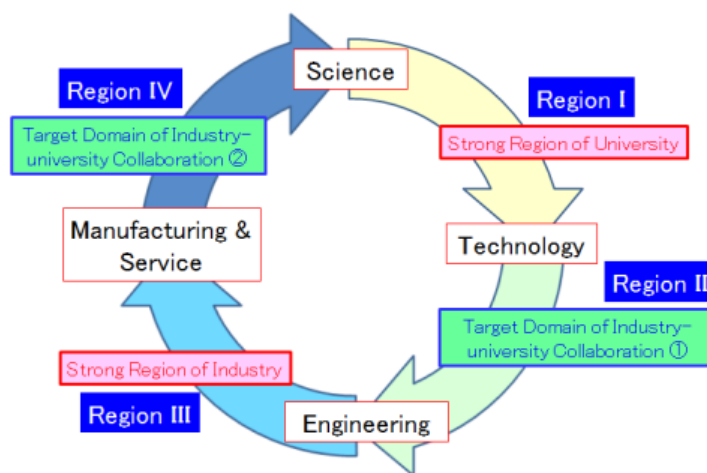 Science
Region I
Strong Region of University
Technology
Region II
Target Domain of Industry-
university Collaboration ①
Engineering
Region III
Strong Region of Industry
Manufacturing &
Service
Region IV
Target Domain of Industry-
university Collaboration ②